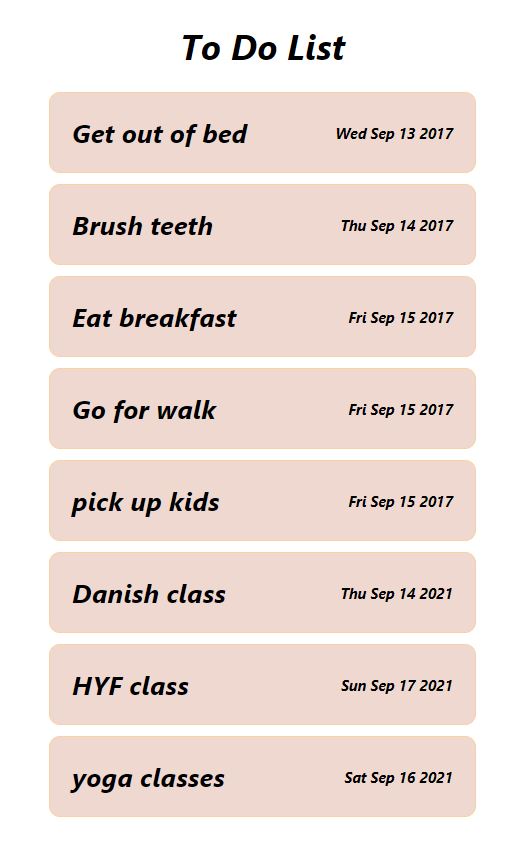 To Do List
Get out of bed Wed Sep 13 2017
Brush teeth Thu Sep 14 2017
Eat breakfast Fri Sep 15 2017
Go for walk Fri Sep 15 2017
pick up kids Fri Sep 15 2017
Danish class Thu Sep 14 2021
HYF class Sun Sep 17 2021
yoga classes Sat Sep 16 2021